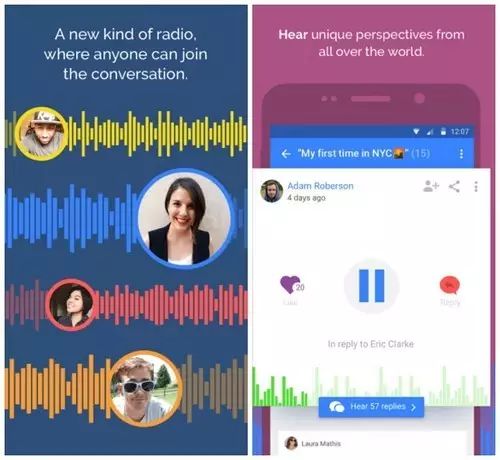 A new kind of radio,
where anyone can join
the conversation.
Hear unique perspectives from
all over the world.
12:07
"My first time in NYC🌇" (15)
Adam Roberson
4 days ago
20
Like
Reply
In reply to Eric Clarke
Hear 57 replies
Laura Mathis